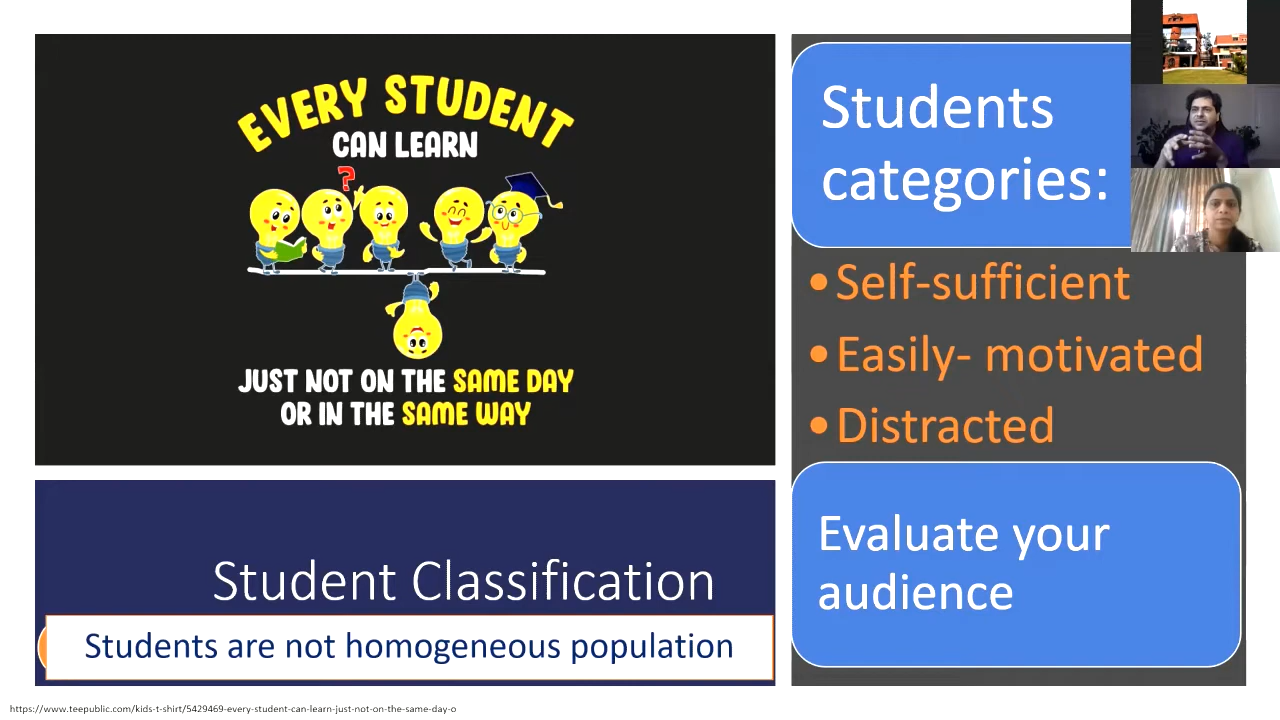 EVERY STUDENT
CAN LEARN
?
JUST NOT ON THE SAME DAY
OR IN THE SAME WAY
Student Classification
Students are not homogeneous population
Students
categories:
•Self-sufficient
•Easily- motivated
•Distracted
Evaluate your
audience
https://www.teepublic.com/kids-t-shirt/5429469-every-student-can-learn-just-not-on-the-same-day-o